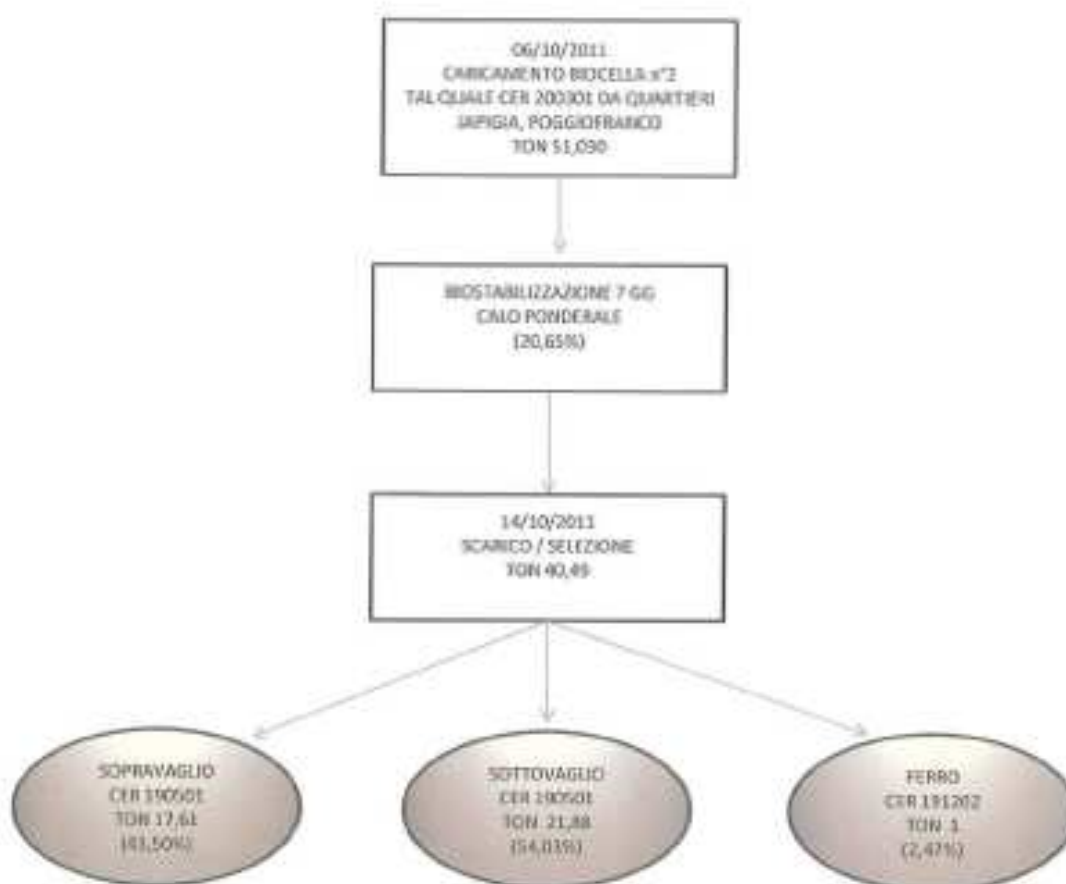 06/10/2011
CARICAMENTO BIOCELLA n°2
TAL QUALE CER 200301 DA QUARTIERI
JAPIGIA, POGGIOFRANCO
TON 51,030
BIOSTABILIZZAZIONE 7 GG
CALO PONDERALE
(20,65%)
14/10/2011
SCARICO / SELEZIONE
TON 40,49
SOPRAVAGLIO
CER 190501
TON 17,61
(43,50%)
SOTTOVAGLIO
CER 190501
TON 21,88
(54,03%)
FERRO
CER 191202
TON 1
(2,47%)